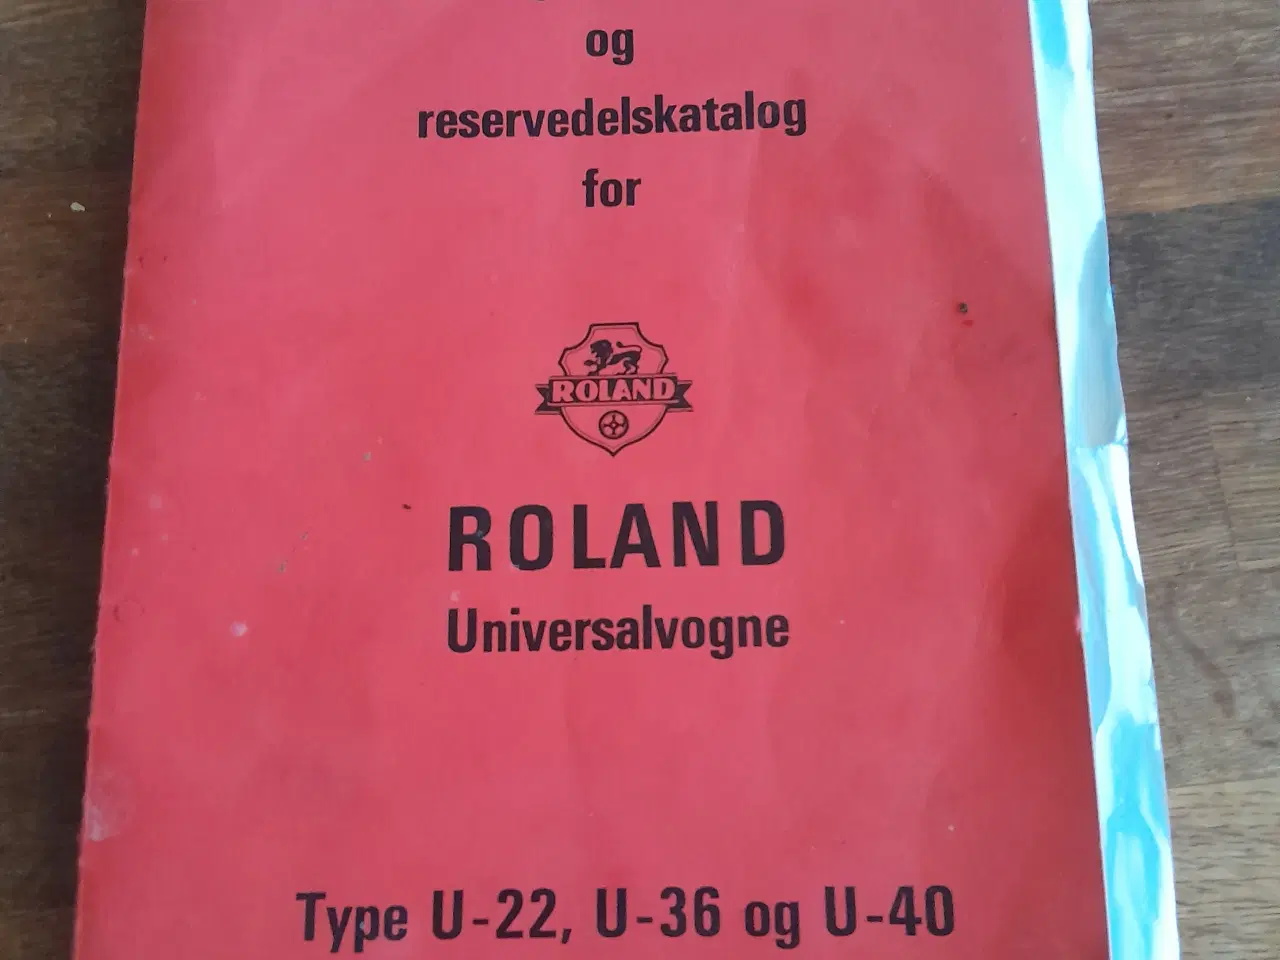 og
reservedelskatalog
for
ROLAND
ROLAND
Universalvogne
Type U-22, U-36 og U-40